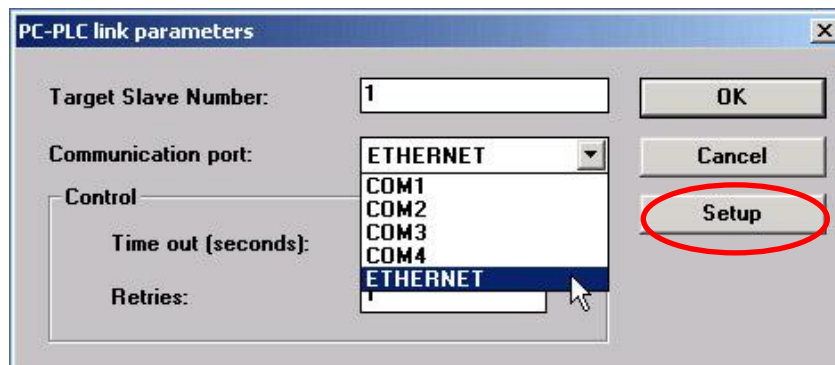 PC-PLC link parameters
Target Slave Number: 1 OK
Communication port: ETHERNET Cancel
COM1
Control COM2 Setup
COM3
Time out (seconds): COM4
ETHERNET
Retries: